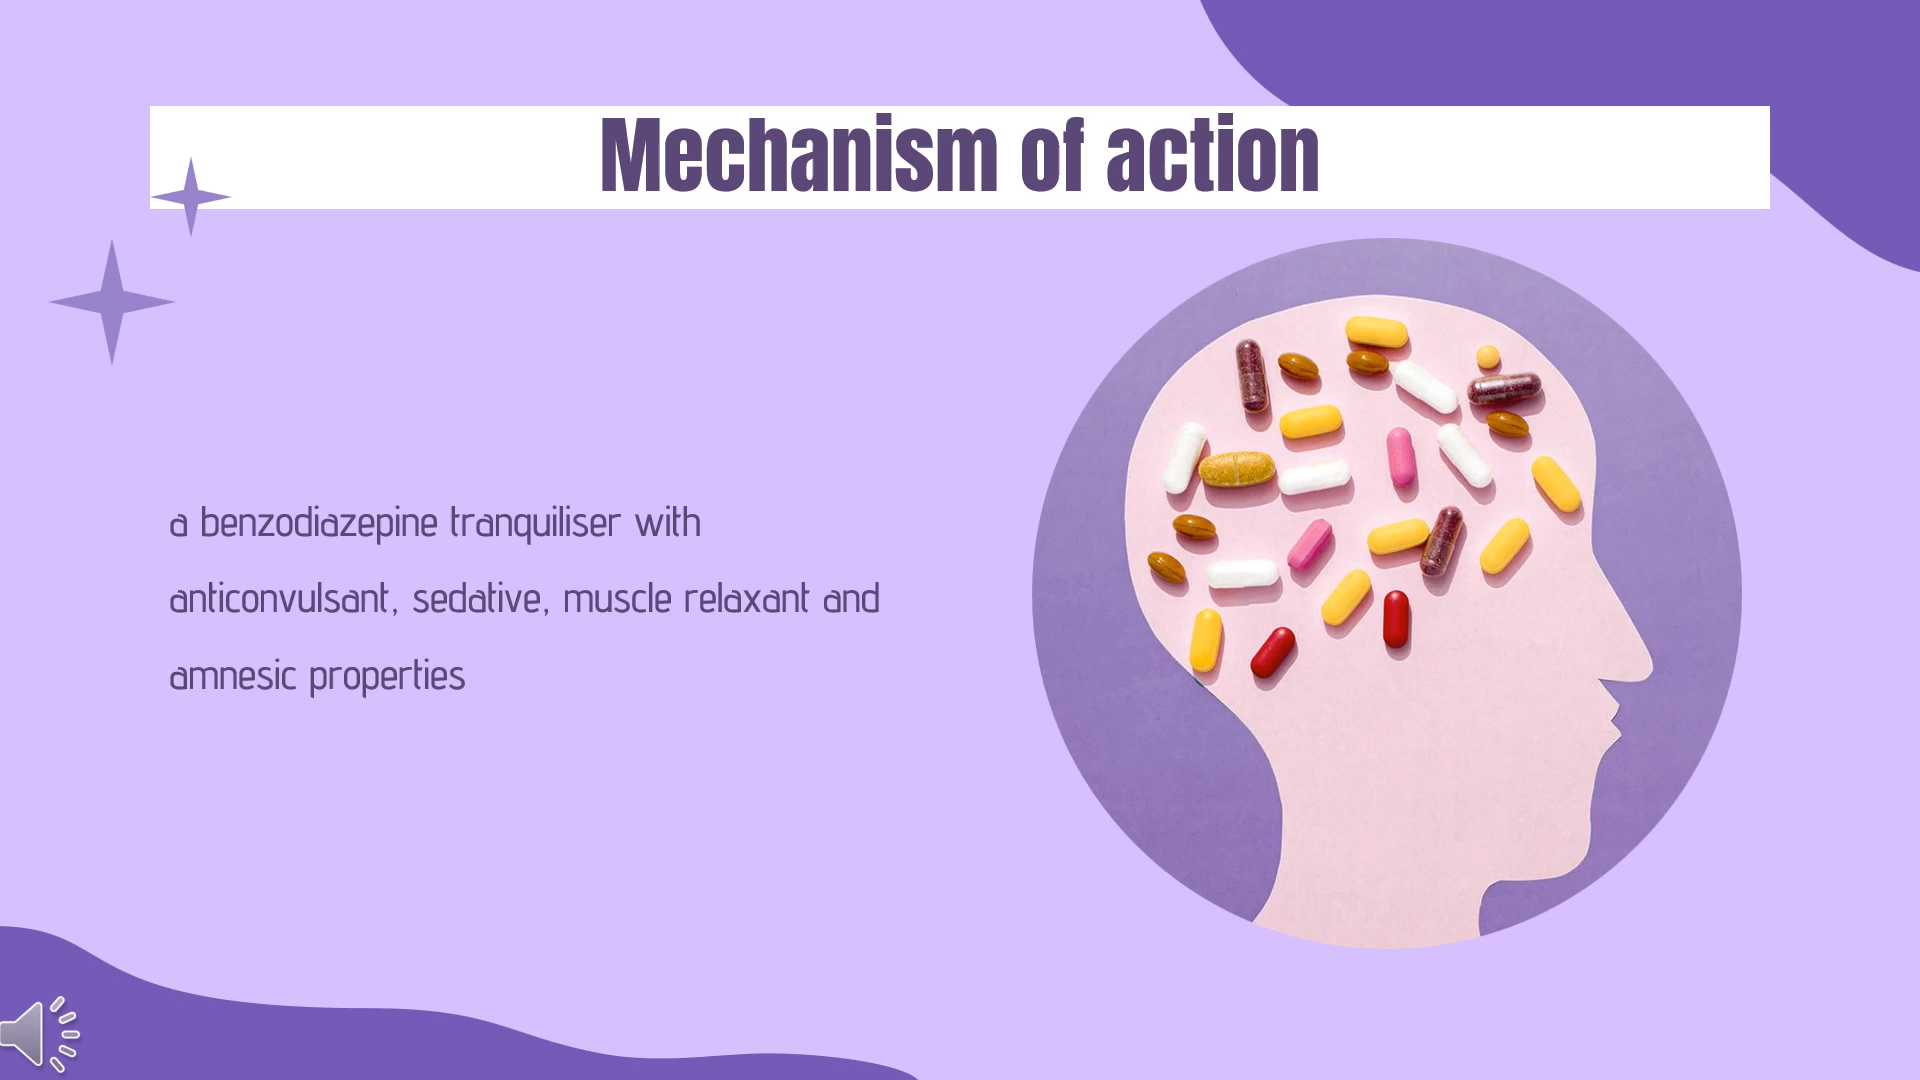 Mechanism of action
a benzodiazepine tranquiliser with
anticonvulsant, sedative, muscle relaxant and
amnesic properties